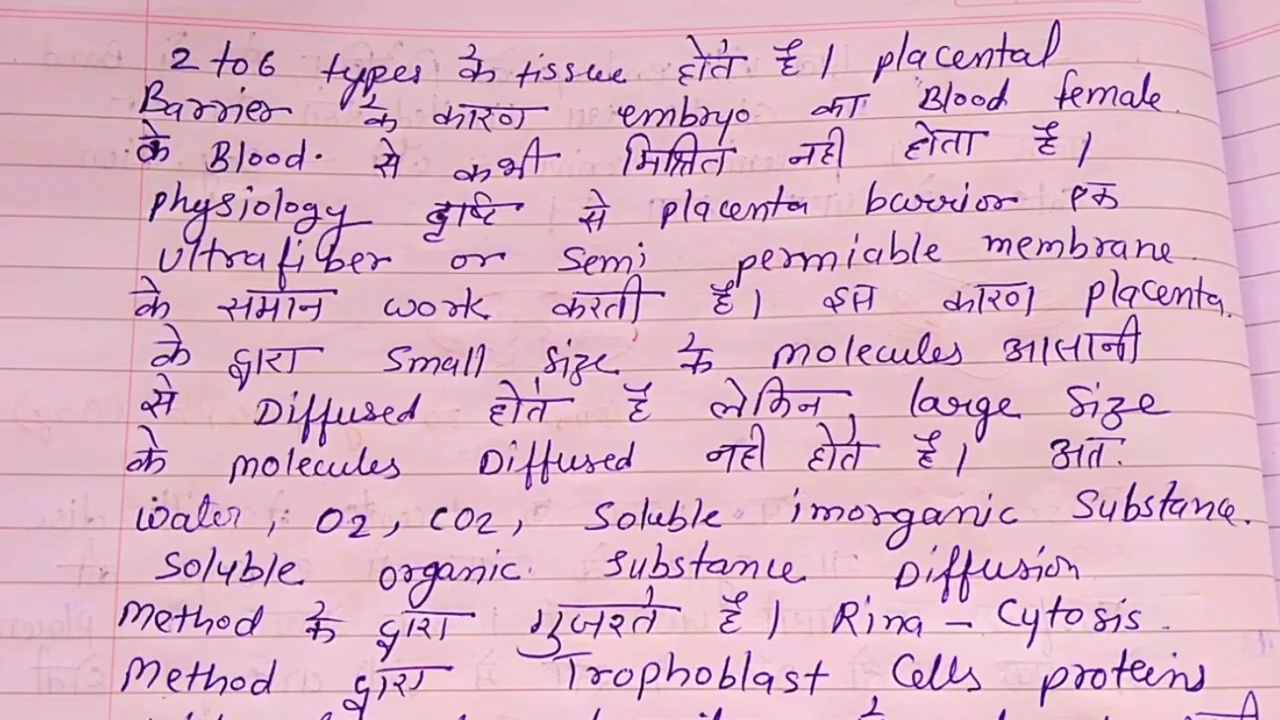 2 to 6 types के tissue होते है। placental
Barrier के कारण embryo का Blood female
के Blood. से कभी मिश्रित नही होता है।
physiology दृष्टि से placenta barrior एक
ultrafiber or semi permiable membrane
के समान work करती है। इस कारण placenta
के द्वारा small size के molecules आसानी
से Diffused होते है लेकिन large size
के molecules Diffused नही होते है। अत:
water, O2, CO2, soluble imorganic substance.
soluble organic substance Diffusion
Method के द्वारा गुजरते है। Rina - Cytosis.
Method द्वारा Trophoblast Cells proteins